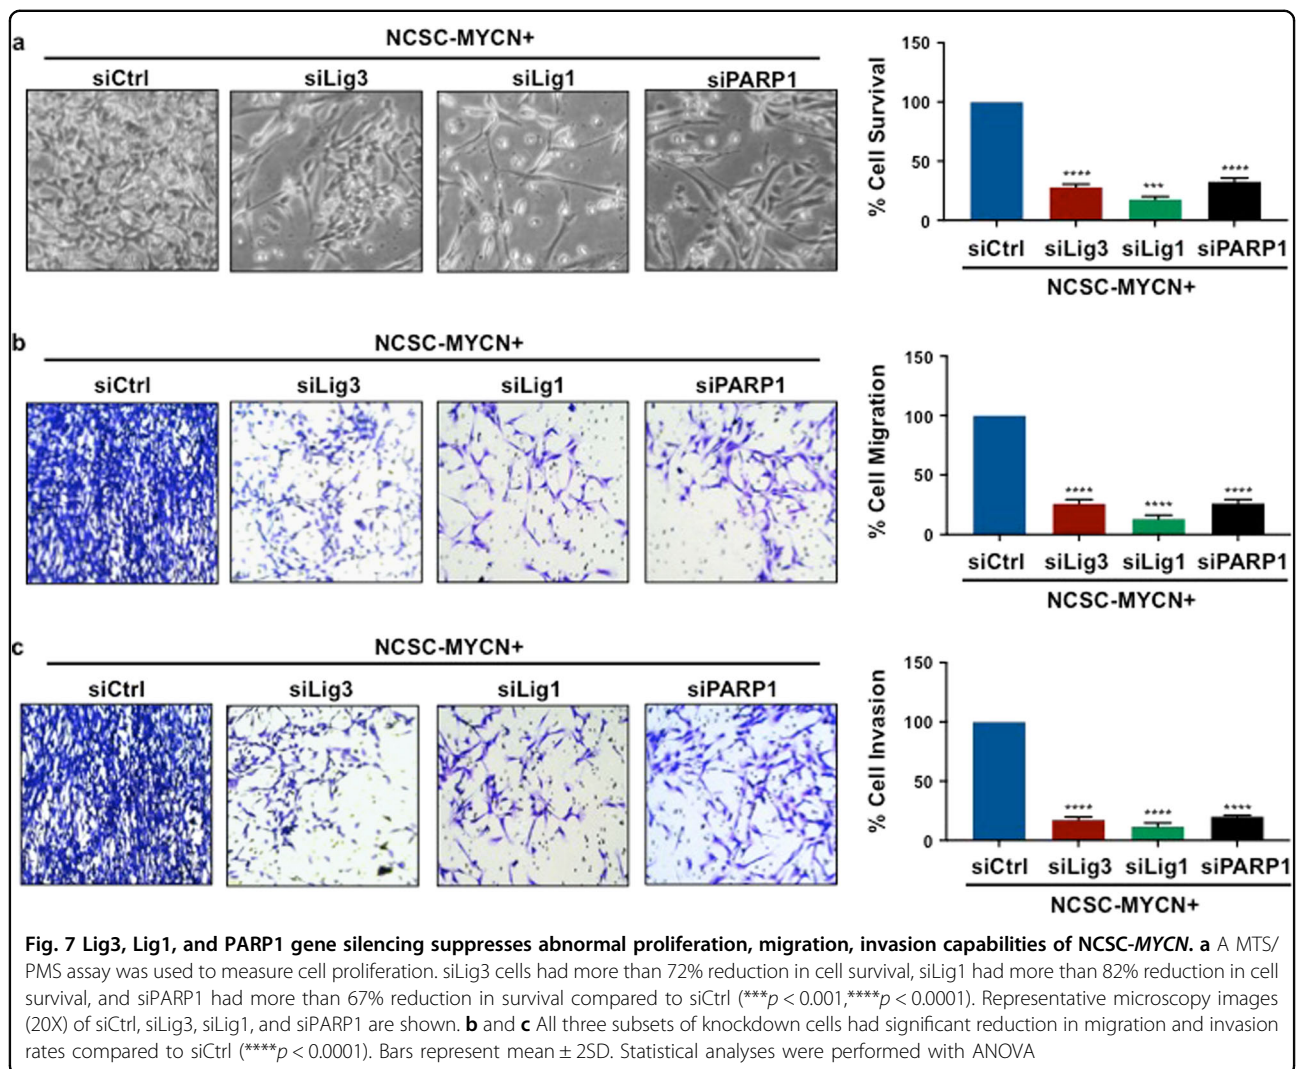 a
NCSC-MYCN+
siCtrl siLig3 siLig1 siPARP1
% Cell Survival
150
100
50
0
**** *** ****
siCtrl siLig3 siLig1 siPARP1
NCSC-MYCN+
b
NCSC-MYCN+
siCtrl siLig3 siLig1 siPARP1
% Cell Migration
150
100
50
0
**** **** ****
siCtrl siLig3 siLig1 siPARP1
NCSC-MYCN+
c
NCSC-MYCN+
siCtrl siLig3 siLig1 siPARP1
% Cell Invasion
150
100
50
0
**** **** ****
siCtrl siLig3 siLig1 siPARP1
NCSC-MYCN+
Fig. 7 Lig3, Lig1, and PARP1 gene silencing suppresses abnormal proliferation, migration, invasion capabilities of NCSC-MYCN. a A MTS/
PMS assay was used to measure cell proliferation. siLig3 cells had more than 72% reduction in cell survival, siLig1 had more than 82% reduction in cell
survival, and siPARP1 had more than 67% reduction in survival compared to siCtrl (***p < 0.001,****p < 0.0001). Representative microscopy images
(20X) of siCtrl, siLig3, siLig1, and siPARP1 are shown. b and c All three subsets of knockdown cells had significant reduction in migration and invasion
rates compared to siCtrl (****p < 0.0001). Bars represent mean ± 2SD. Statistical analyses were performed with ANOVA